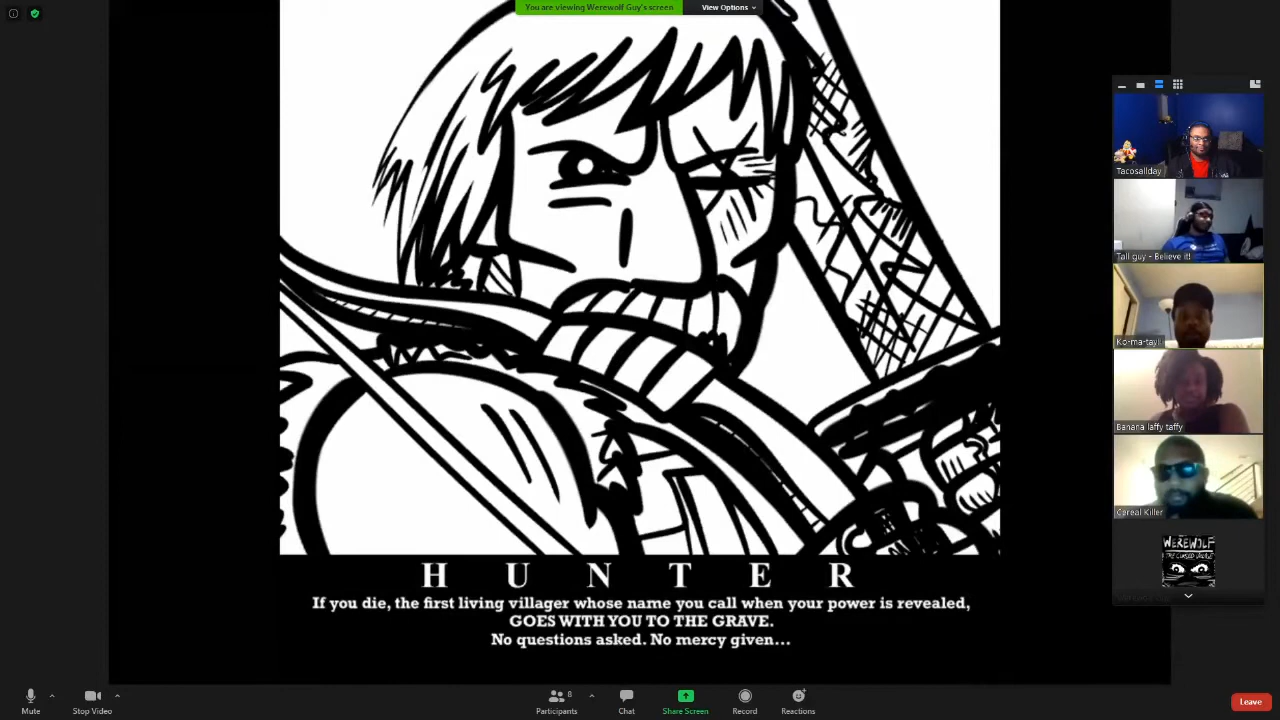 You are viewing Werewolf Guy's screen
View Options
Tacosallday
Tall guy - Believe it!
Ko-ma-tayli
Banana laffy taffy
Cereal Killer
WEREWOLF
H U N T E R
If you die, the first living villager whose name you call when your power is revealed,
GOES WITH YOU TO THE GRAVE.
No questions asked. No mercy given...
Mute
Stop Video
8
Participants
Chat
Share Screen
Record
Reactions
Leave